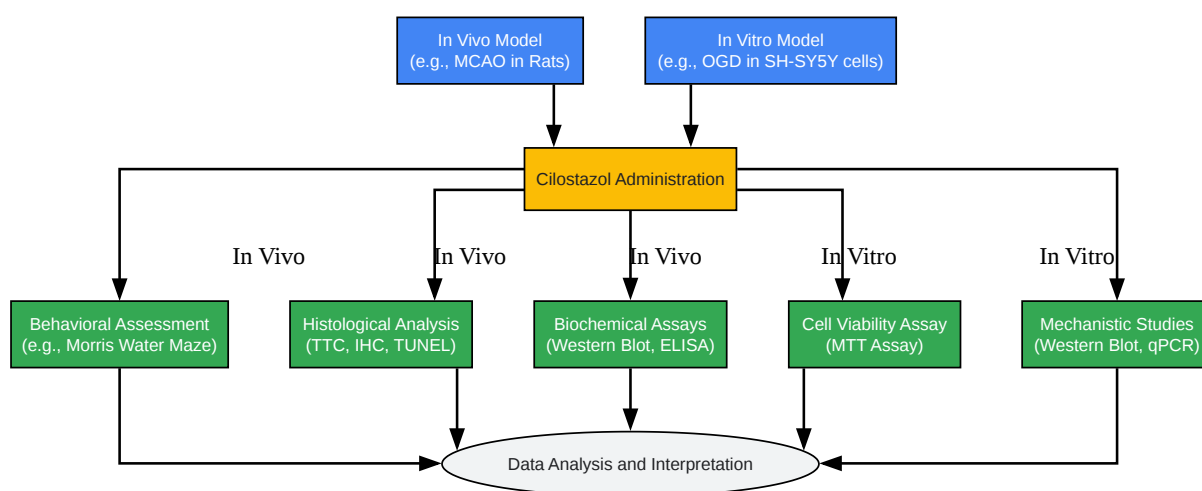 In Vivo Model
(e.g., MCAO in Rats)
In Vitro Model
(e.g., OGD in SH-SY5Y cells)
Cilostazol Administration
In Vivo
In Vivo
In Vivo
In Vitro
In Vitro
Behavioral Assessment
(e.g., Morris Water Maze)
Histological Analysis
(TTC, IHC, TUNEL)
Biochemical Assays
(Western Blot, ELISA)
Cell Viability Assay
(MTT Assay)
Mechanistic Studies
(Western Blot, qPCR)
Data Analysis and Interpretation